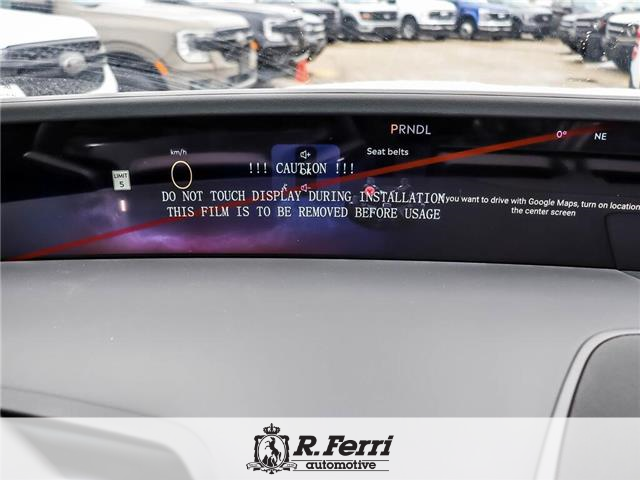 PRNDL
0° NE
km/h
Seat belts
LIMIT
5
0
!!! CAUTION !!!
OK
DO NOT TOUCH DISPLAY DURING INSTALLATION
THIS FILM IS TO BE REMOVED BEFORE USAGE
you want to drive with Google Maps, turn on location
the center screen
R. Ferri
automotive